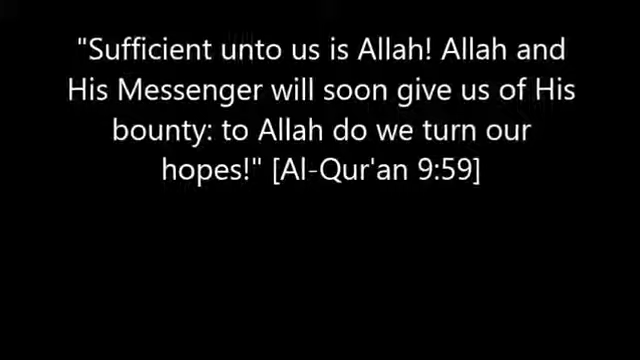 "Sufficient unto us is Allah! Allah and
His Messenger will soon give us of His
bounty: to Allah do we turn our
hopes!" [Al-Qur'an 9:59]